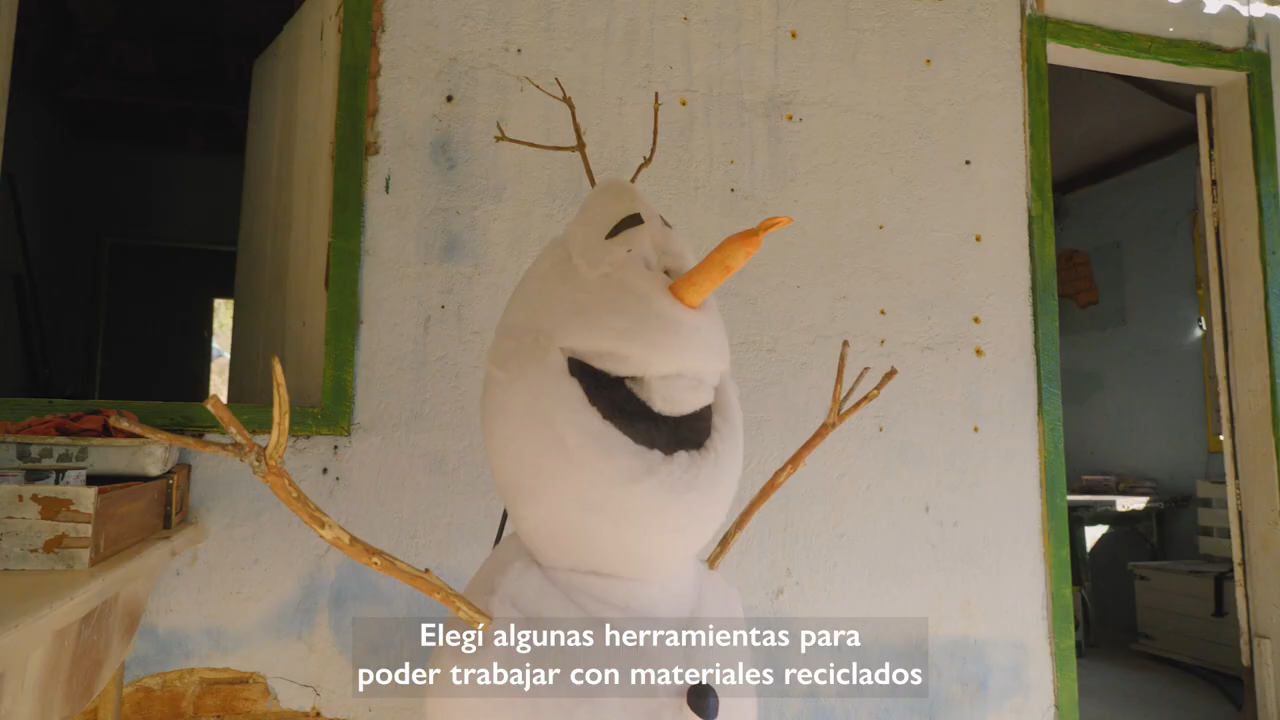 Elegí algunas herramientas para
poder trabajar con materiales reciclados